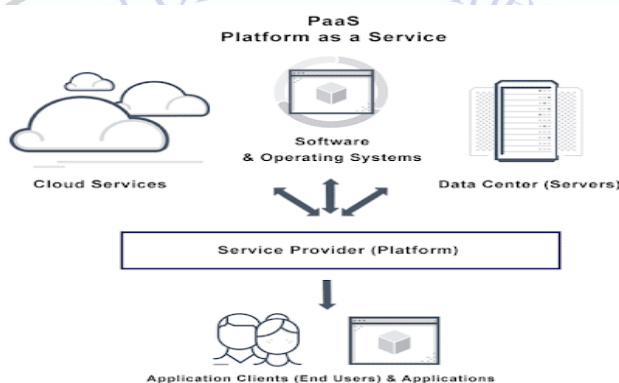 PaaS
Platform as a Service
Software
& Operating Systems
Cloud Services
Data Center (Servers)
Service Provider (Platform)
Application Clients (End Users) & Applications